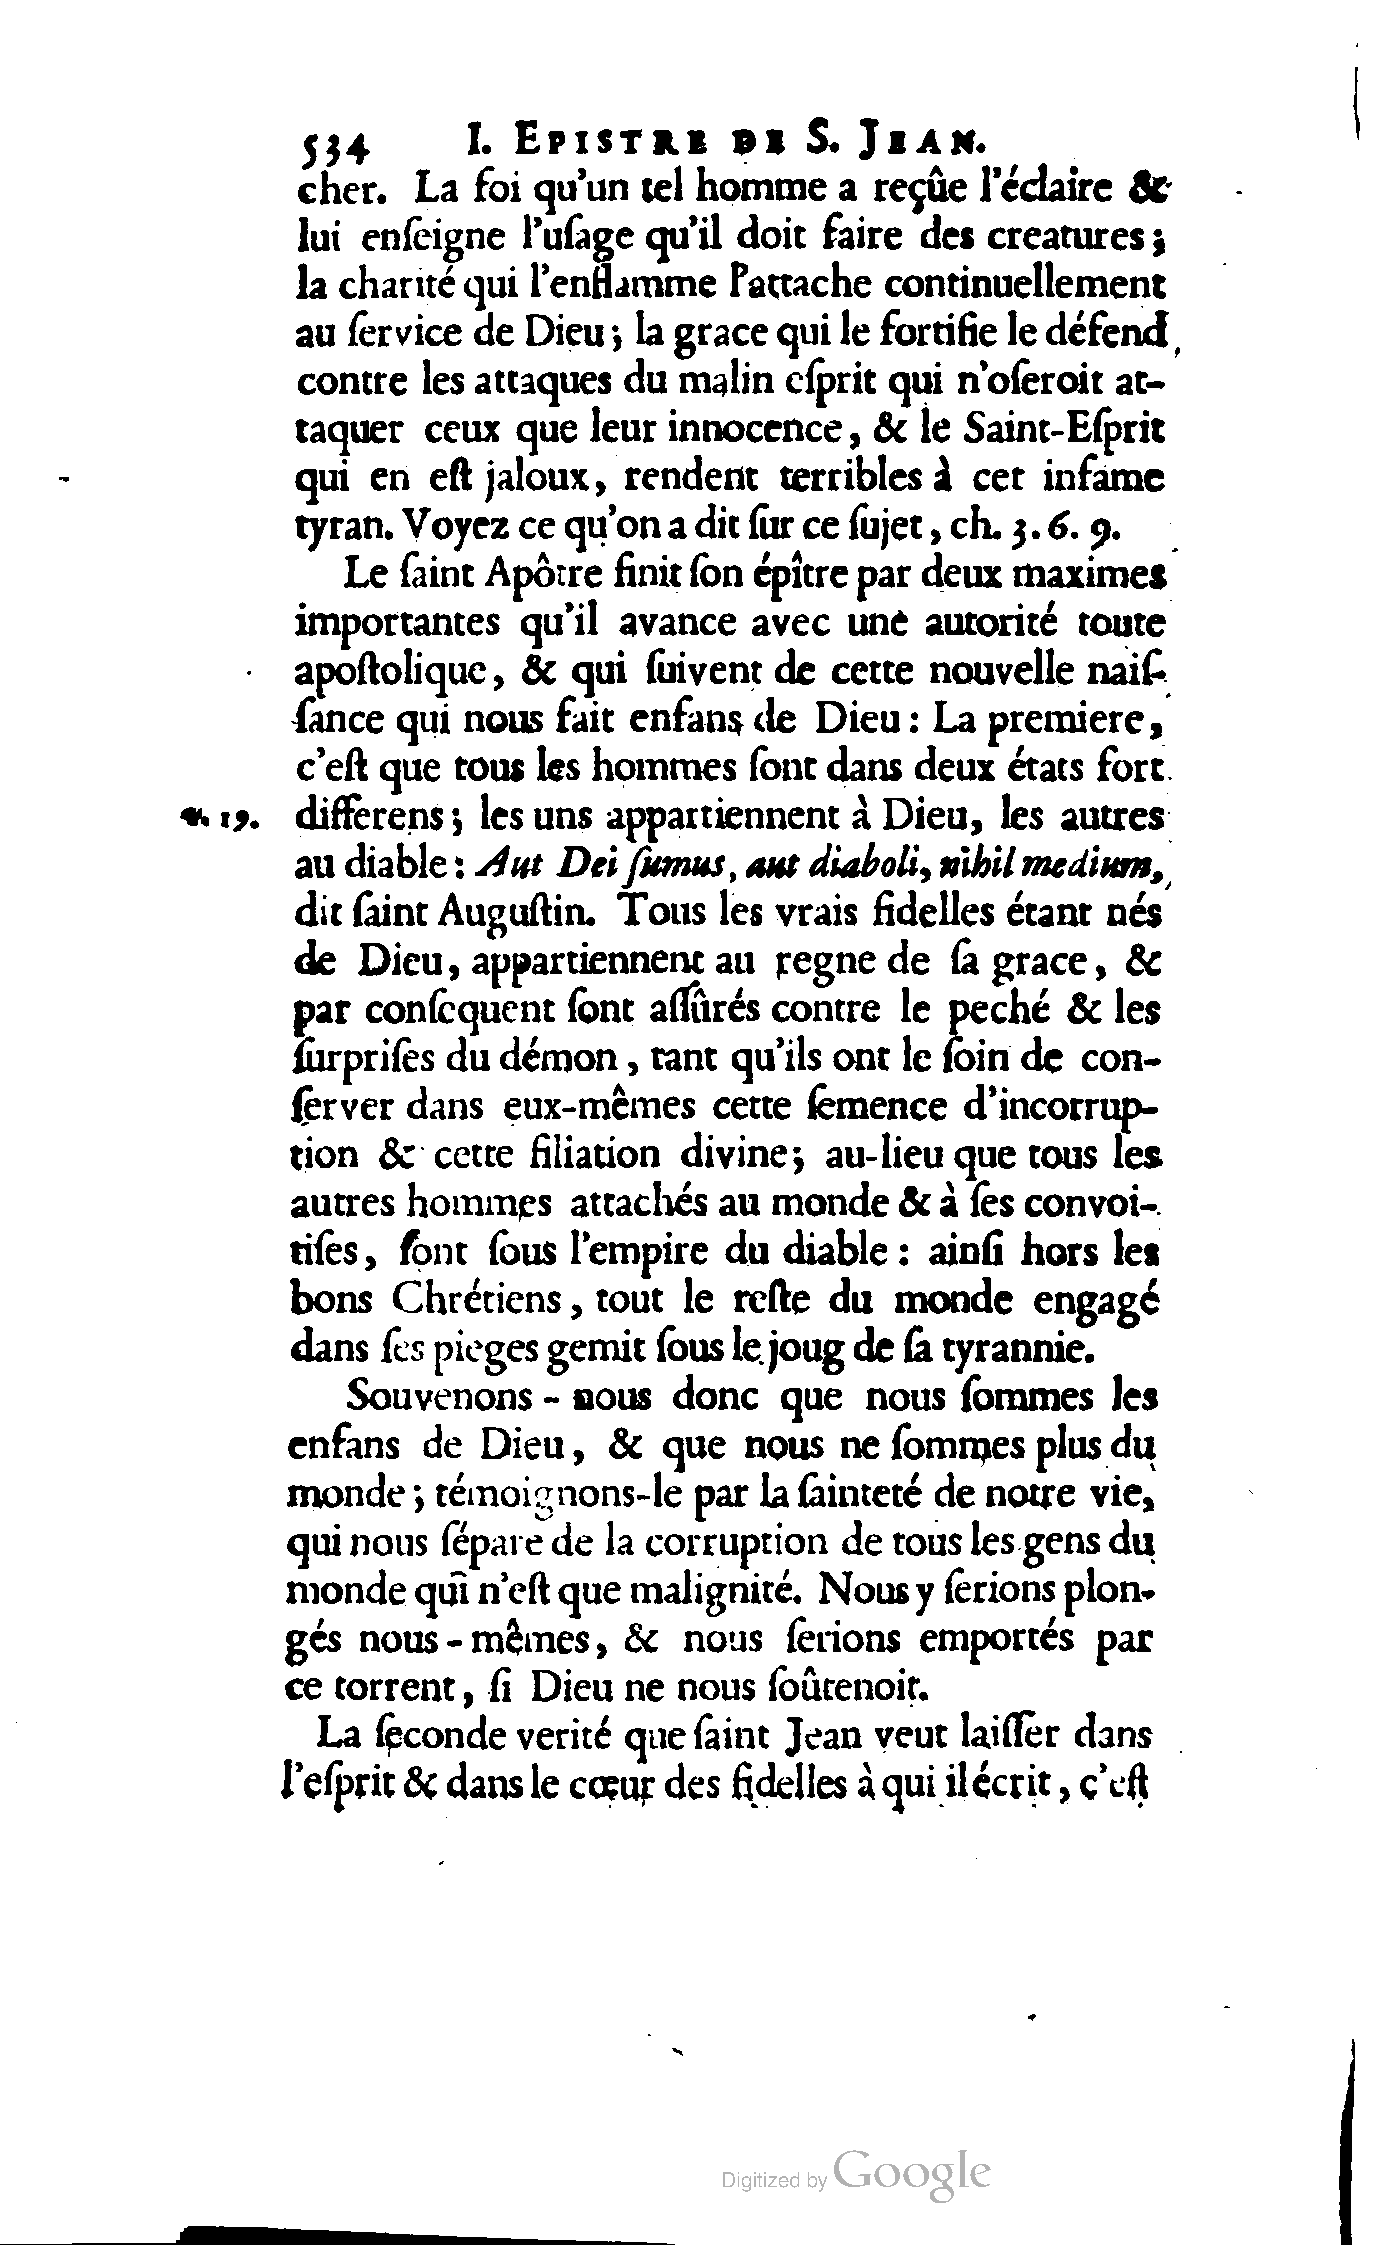 534 I. EPISTRE DE S. JEAN.
cher. La foi qu'un tel homme a reçûe l'éclaire &
lui enſeigne l'uſage qu'il doit faire des creatures;
la charité qui l'enflamme l'attache continuellement
au ſervice de Dieu; la grace qui le fortifie le défend
contre les attaques du malin eſprit qui n'oſeroit at-
taquer ceux que leur innocence, & le Saint-Eſprit
qui en eſt jaloux, rendent terribles à cet infame
tyran. Voyez ce qu'on a dit ſur ce ſujet, ch. 3. 6. 9.
Le ſaint Apôtre finit ſon épître par deux maximes
importantes qu'il avance avec une autorité toute
apoſtolique, & qui ſuivent de cette nouvelle naiſ-
ſance qui nous fait enfans de Dieu: La premiere,
c'eſt que tous les hommes ſont dans deux états fort
℣. 19. differens; les uns appartiennent à Dieu, les autres
au diable: Aut Dei ſumus, aut diaboli, nihil medium,
dit ſaint Auguſtin. Tous les vrais fidelles étant nés
de Dieu, appartiennent au regne de ſa grace, &
par conſequent ſont aſſûrés contre le peché & les
ſurpriſes du démon, tant qu'ils ont le ſoin de con-
ſerver dans eux-mêmes cette ſemence d'incorrup-
tion & cette filiation divine; au-lieu que tous les
autres hommes attachés au monde & à ſes convoi-
tiſes, ſont ſous l'empire du diable: ainſi hors les
bons Chrétiens, tout le reſte du monde engagé
dans ſes pieges gemit ſous le joug de ſa tyrannie.
Souvenons-nous donc que nous ſommes les
enfans de Dieu, & que nous ne ſommes plus du
monde; témoignons-le par la ſainteté de notre vie,
qui nous ſépare de la corruption de tous les gens du
monde qui n'eſt que malignité. Nous y ſerions plon-
gés nous-mêmes, & nous ſerions emportés par
ce torrent, ſi Dieu ne nous ſoûtenoit.
La ſeconde verité que ſaint Jean veut laiſſer dans
l'eſprit & dans le cœur des fidelles à qui il écrit, c'eſt
Digitized by Google